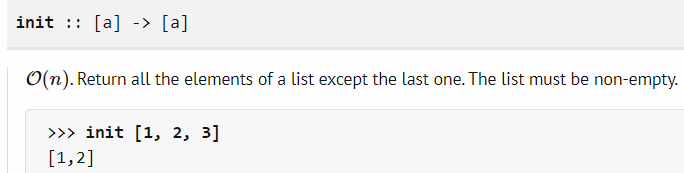 init :: [a] -> [a]
O(n). Return all the elements of a list except the last one. The list must be non-empty.
>>> init [1, 2, 3]
[1,2]